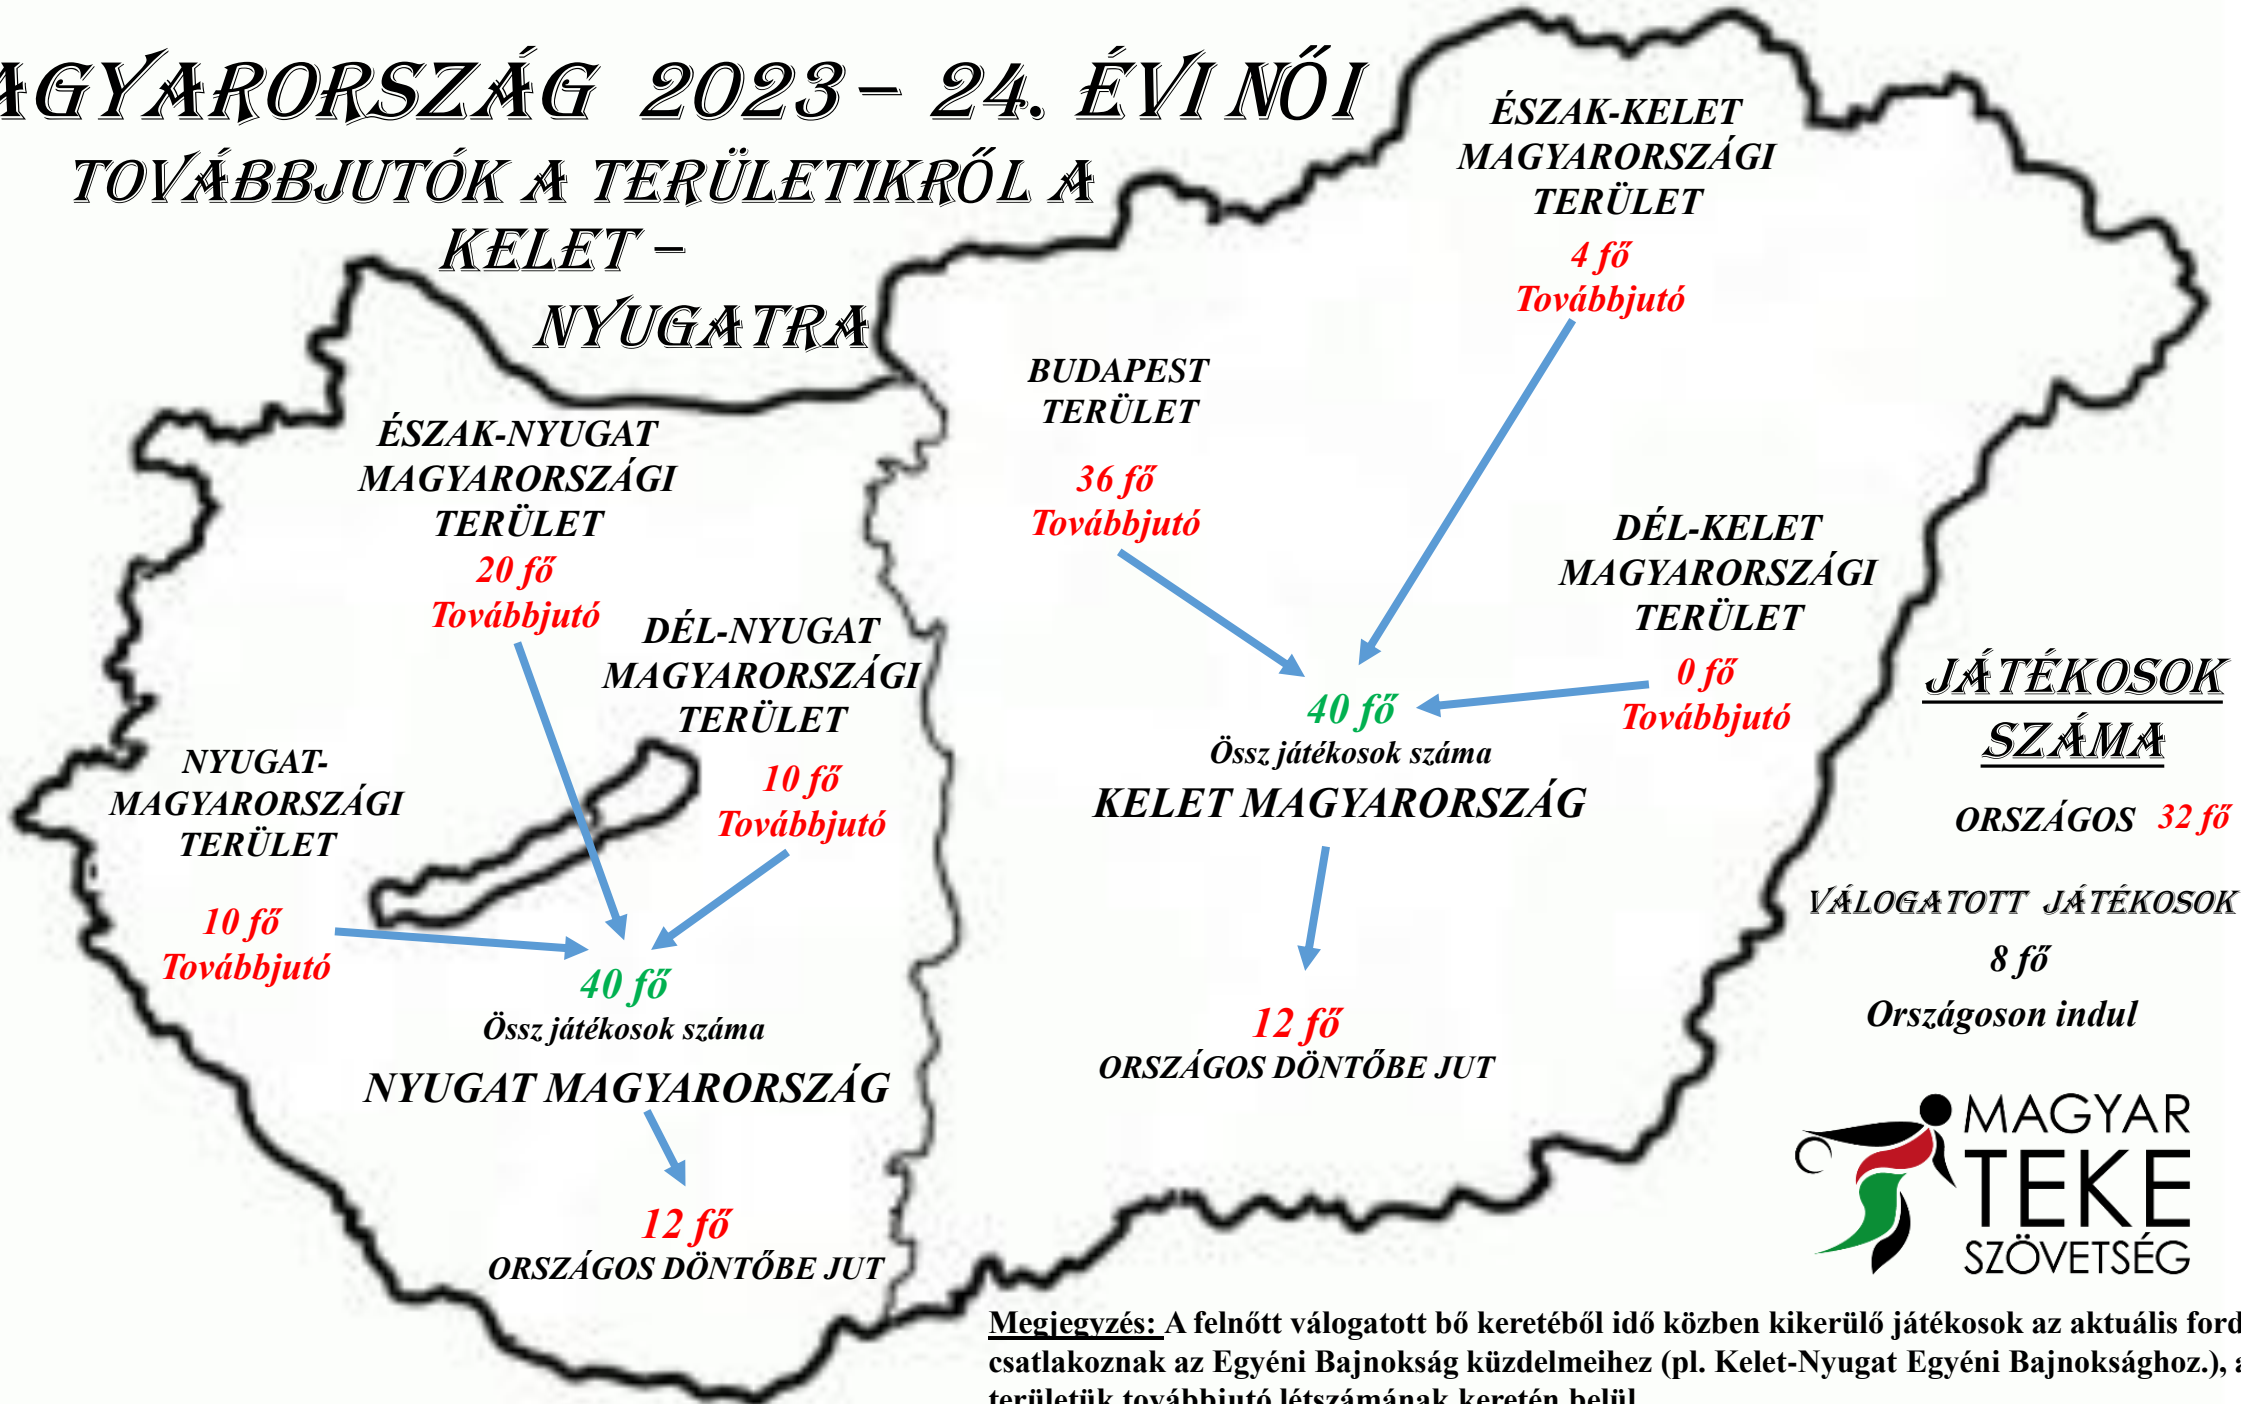 AGYARORSZÁG 2023 – 24. ÉVI NŐI
TOVÁBBJUTÓK A TERÜLETIKRŐL A
KELET –
NYUGATRA
ÉSZAK-KELET
MAGYARORSZÁGI
TERÜLET
4 fő
Továbbjutó
BUDAPEST
TERÜLET
36 fő
Továbbjutó
ÉSZAK-NYUGAT
MAGYARORSZÁGI
TERÜLET
20 fő
Továbbjutó
DÉL-KELET
MAGYARORSZÁGI
TERÜLET
0 fő
Továbbjutó
DÉL-NYUGAT
MAGYARORSZÁGI
TERÜLET
10 fő
Továbbjutó
NYUGAT-
MAGYARORSZÁGI
TERÜLET
10 fő
Továbbjutó
40 fő
Össz játékosok száma
KELET MAGYARORSZÁG
12 fő
ORSZÁGOS DÖNTŐBE JUT
40 fő
Össz játékosok száma
NYUGAT MAGYARORSZÁG
12 fő
ORSZÁGOS DÖNTŐBE JUT
JÁTÉKOSOK
SZÁMA
ORSZÁGOS 32 fő
VÁLOGATOTT JÁTÉKOSOK
8 fő
Országoson indul
MAGYAR
TEKE
SZÖVETSÉG
Megjegyzés: A felnőtt válogatott bő keretéből idő közben kikerülő játékosok az aktuális ford
csatlakoznak az Egyéni Bajnokság küzdelmeihez (pl. Kelet-Nyugat Egyéni Bajnoksághoz.), a
területük továbbjutó létszámának keretén belül